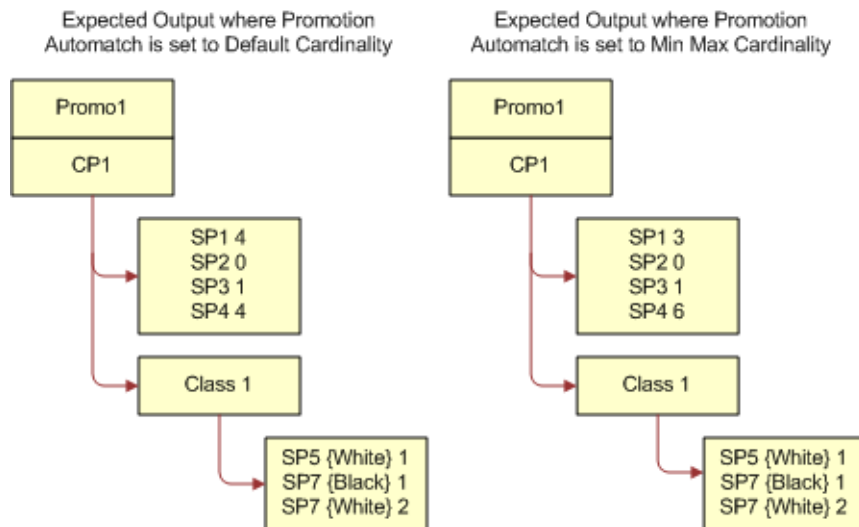 Expected Output where Promotion
Automatch is set to Default Cardinality
Promo1
CP1
SP1 4
SP2 0
SP3 1
SP4 4
Class 1
SP5 {White} 1
SP7 {Black} 1
SP7 {White} 2
Expected Output where Promotion
Automatch is set to Min Max Cardinality
Promo1
CP1
SP1 3
SP2 0
SP3 1
SP4 6
Class 1
SP5 {White} 1
SP7 {Black} 1
SP7 {White} 2